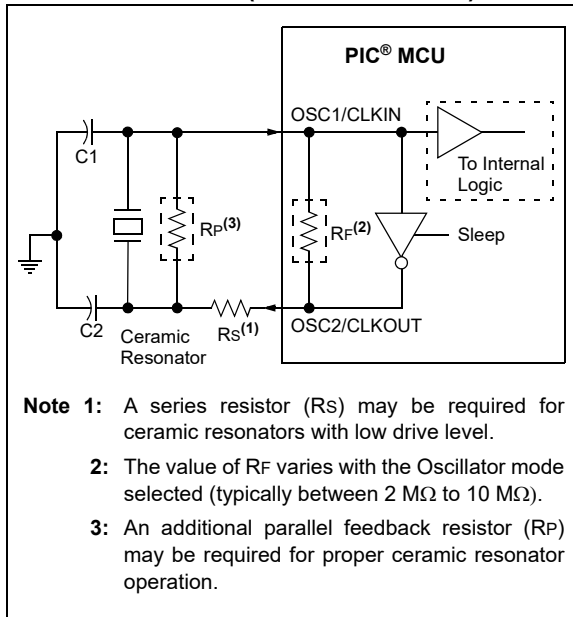 PIC® MCU
OSC1/CLKIN
C1
To Internal
Logic
RP(3)
RF(2)
Sleep
C2
Ceramic
Resonator
RS(1)
OSC2/CLKOUT
Note 1: A series resistor (RS) may be required for
ceramic resonators with low drive level.
2: The value of RF varies with the Oscillator mode
selected (typically between 2 MΩ to 10 MΩ).
3: An additional parallel feedback resistor (RP)
may be required for proper ceramic resonator
operation.